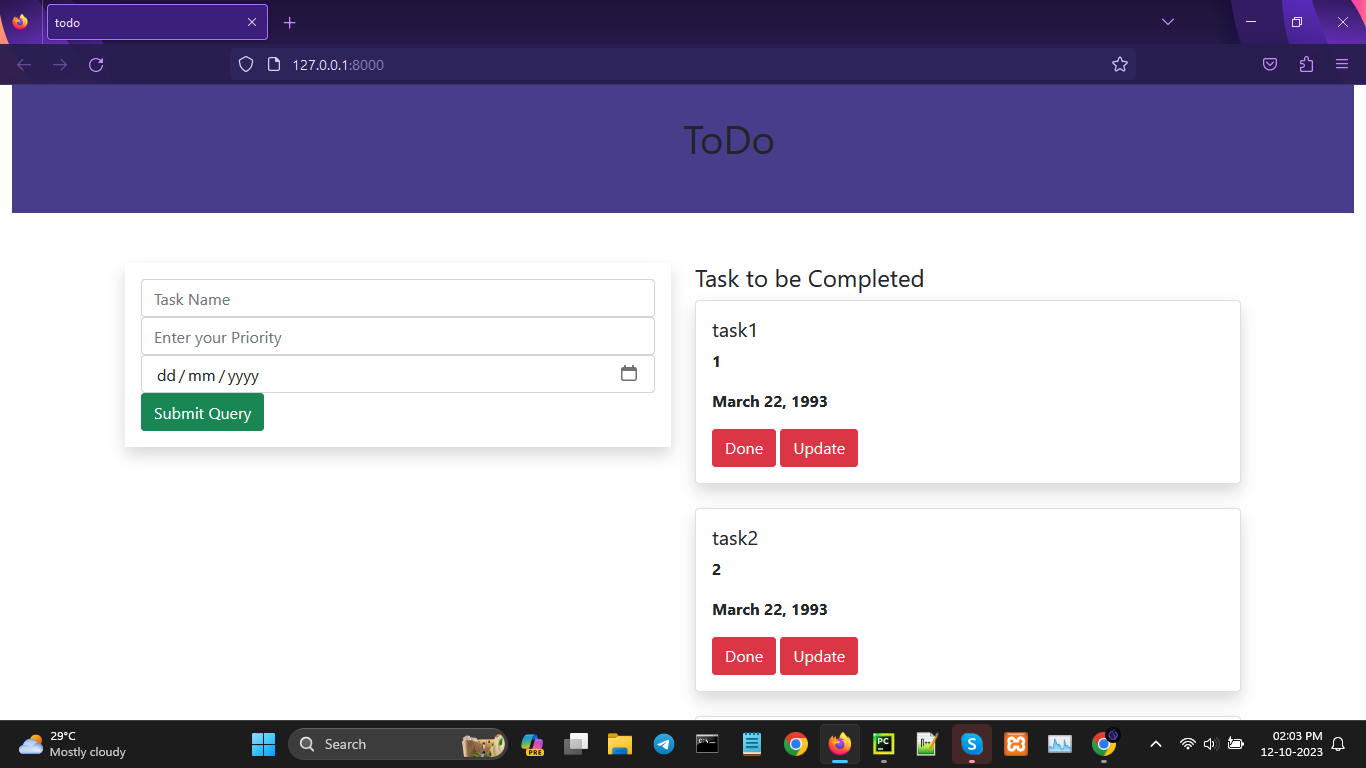 todo
127.0.0.1:8000
ToDo
Task Name
Enter your Priority
dd / mm / yyyy
Submit Query
Task to be Completed
task1
1
March 22, 1993
Done Update
task2
2
March 22, 1993
Done Update
29°C
Mostly cloudy
Search
PRE
PC
02:03 PM
12-10-2023